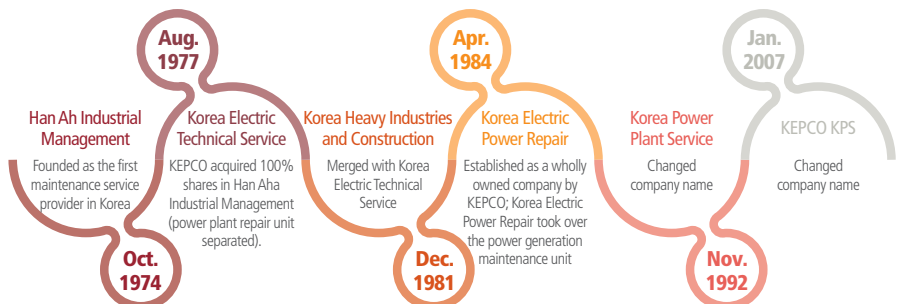 Aug.
1977
Apr.
1984
Jan.
2007
Han Ah Industrial
Management
Founded as the first
maintenance service
provider in Korea
Oct.
1974
Korea Electric
Technical Service
KEPCO acquired 100%
shares in Han Aha
Industrial Management
(power plant repair unit
separated).
Korea Heavy Industries
and Construction
Merged with Korea
Electric Technical
Service
Dec.
1981
Korea Electric
Power Repair
Established as a wholly
owned company by
KEPCO; Korea Electric
Power Repair took over
the power generation
maintenance unit
Korea Power
Plant Service
Changed
company name
Nov.
1992
KEPCO KPS
Changed
company name